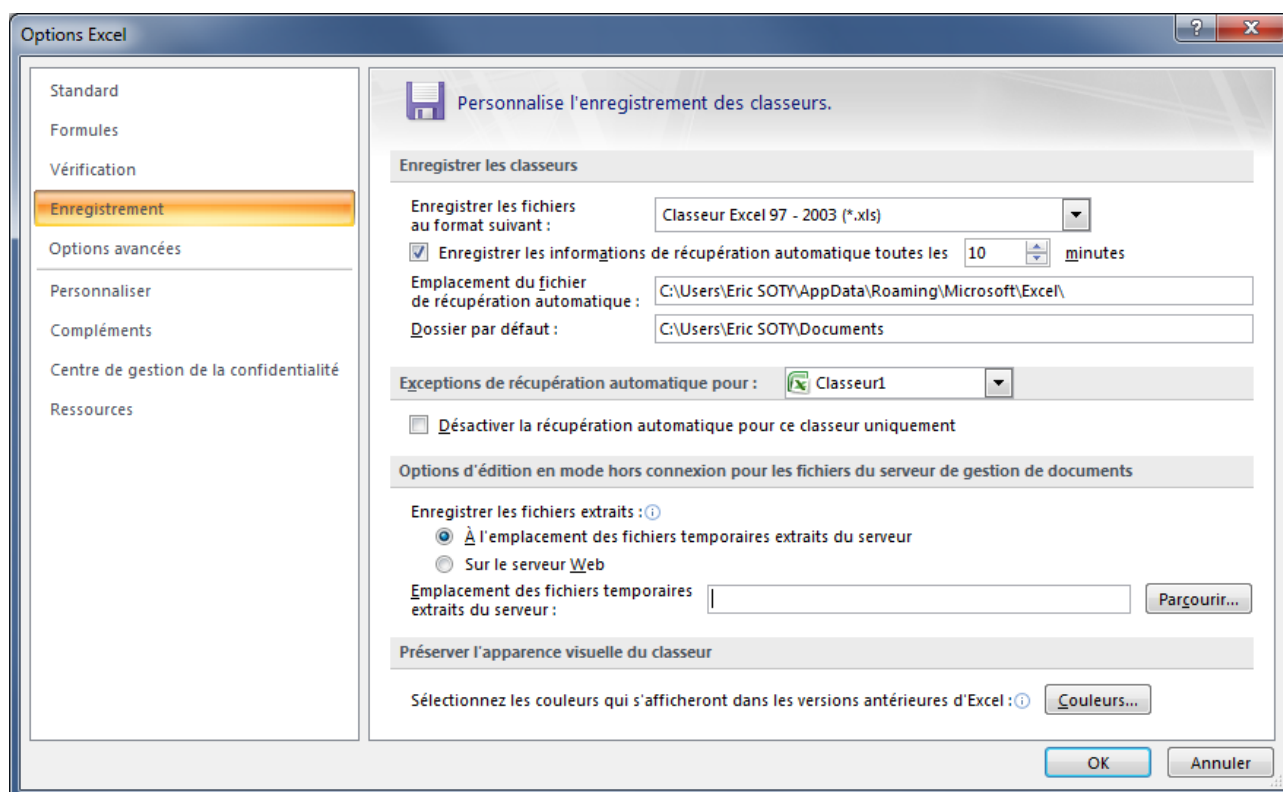 Options Excel
Standard
Formules
Vérification
Enregistrement
Options avancées
Personnaliser
Compléments
Centre de gestion de la confidentialité
Ressources
Personnalise l'enregistrement des classeurs.
Enregistrer les classeurs
Enregistrer les fichiers
au format suivant :
Classeur Excel 97 - 2003 (*.xls)
Enregistrer les informations de récupération automatique toutes les 10 minutes
Emplacement du fichier
de récupération automatique :
C:\Users\Eric SOTY\AppData\Roaming\Microsoft\Excel\
Dossier par défaut : C:\Users\Eric SOTY\Documents
Exceptions de récupération automatique pour : Classeur1
Désactiver la récupération automatique pour ce classeur uniquement
Options d'édition en mode hors connexion pour les fichiers du serveur de gestion de documents
Enregistrer les fichiers extraits :
À l'emplacement des fichiers temporaires extraits du serveur
Sur le serveur Web
Emplacement des fichiers temporaires
extraits du serveur :
Parcourir...
Préserver l'apparence visuelle du classeur
Sélectionnez les couleurs qui s'afficheront dans les versions antérieures d'Excel : Couleurs...
OK Annuler